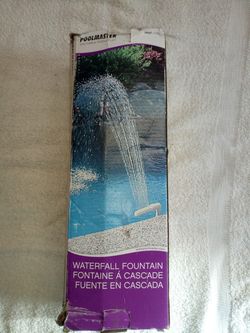 POOLMASTER
WATERFALL FOUNTAIN
FONTAINE À CASCADE
FUENTE EN CASCADA